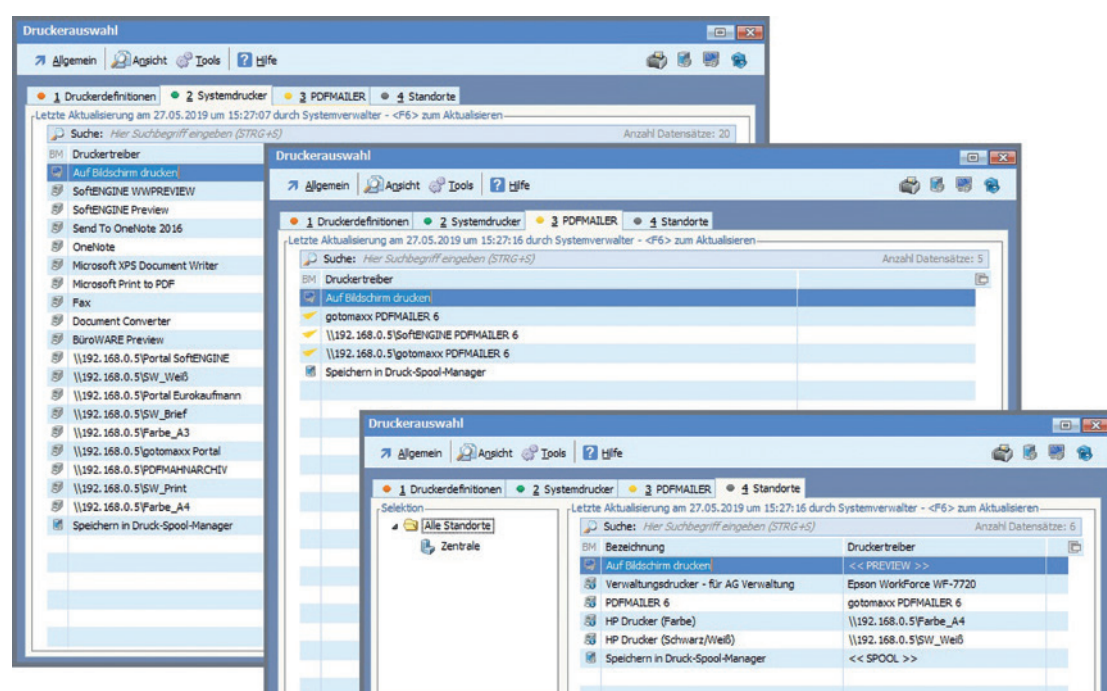 Druckerauswahl
Allgemein Ansicht Tools Hilfe
1 Druckerdefinitionen 2 Systemdrucker 3 PDFMAILER 4 Standorte
Letzte Aktualisierung am 27.05.2019 um 15:27:07 durch Systemverwalter - <F6> zum Aktualisieren
Suche: Hier Suchbegriff eingeben (STRG+S) Anzahl Datensätze: 20
BM Druckertreiber
Auf Bildschirm drucken
SoftENGINE WWPREVIEW
SoftENGINE Preview
Send To OneNote 2016
OneNote
Microsoft XPS Document Writer
Microsoft Print to PDF
Fax
Document Converter
BüroWARE Preview
\\192.168.0.5\Portal SoftENGINE
\\192.168.0.5\SW_Weiß
\\192.168.0.5\Portal Eurokaufmann
\\192.168.0.5\SW_Brief
\\192.168.0.5\Farbe_A3
\\192.168.0.5\gotomaxx Portal
\\192.168.0.5\PDFMAHNARCHIV
\\192.168.0.5\SW_Print
\\192.168.0.5\Farbe_A4
Speichern in Druck-Spool-Manager
Druckerauswahl
Allgemein Ansicht Tools Hilfe
1 Druckerdefinitionen 2 Systemdrucker 3 PDFMAILER 4 Standorte
Letzte Aktualisierung am 27.05.2019 um 15:27:16 durch Systemverwalter - <F6> zum Aktualisieren
Suche: Hier Suchbegriff eingeben (STRG+S) Anzahl Datensätze: 5
BM Druckertreiber
Auf Bildschirm drucken
gotomaxx PDFMAILER 6
\\192.168.0.5\SoftENGINE PDFMAILER 6
\\192.168.0.5\gotomaxx PDFMAILER 6
Speichern in Druck-Spool-Manager
Druckerauswahl
Allgemein Ansicht Tools Hilfe
1 Druckerdefinitionen 2 Systemdrucker 3 PDFMAILER 4 Standorte
Selektion
Alle Standorte
Zentrale
Letzte Aktualisierung am 27.05.2019 um 15:27:16 durch Systemverwalter - <F6> zum Aktualisieren
Suche: Hier Suchbegriff eingeben (STRG+S) Anzahl Datensätze: 6
BM Bezeichnung Druckertreiber
Auf Bildschirm drucken << PREVIEW >>
Verwaltungsdrucker - für AG Verwaltung Epson WorkForce WF-7720
PDFMAILER 6 gotomaxx PDFMAILER 6
HP Drucker (Farbe) \\192.168.0.5\Farbe_A4
HP Drucker (Schwarz/Weiß) \\192.168.0.5\SW_Weiß
Speichern in Druck-Spool-Manager << SPOOL >>